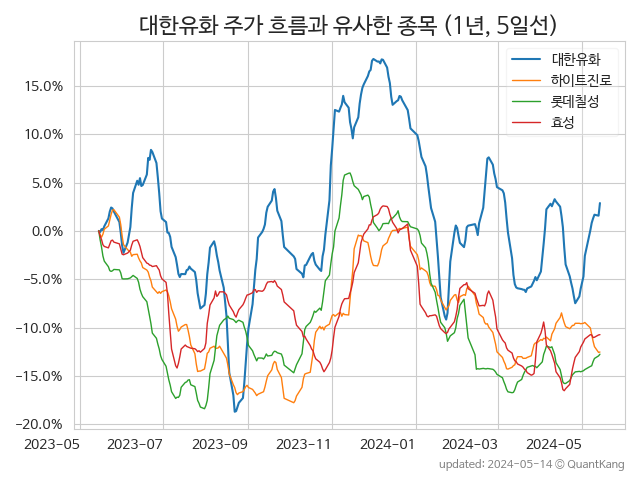 대한유화 주가 흐름과 유사한 종목 (1년, 5일선)
대한유화
하이트진로
롯데칠성
효성
15.0%
10.0%
5.0%
0.0%
-5.0%
-10.0%
-15.0%
-20.0%
2023-05 2023-07 2023-09 2023-11 2024-01 2024-03 2024-05
updated: 2024-05-14 © QuantKang